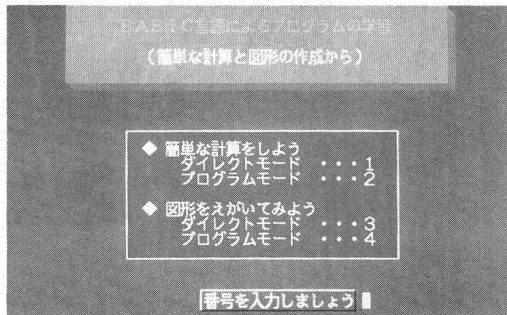 BASIC言語によるプログラムの学習
(簡単な計算と図形の作成から)
◆ 簡単な計算をしよう
ダイレクトモード ・・・1
プログラムモード ・・・2
◆ 図形をえがいてみよう
ダイレクトモード ・・・3
プログラムモード ・・・4
番号を入力しましょう